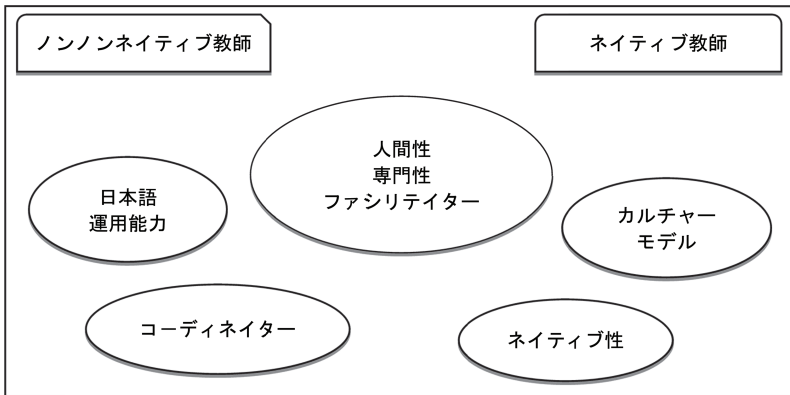 ノンノンネイティブ教師
ネイティブ教師
人間性
専門性
ファシリテイター
日本語
運用能力
カルチャー
モデル
コーディネイター
ネイティブ性